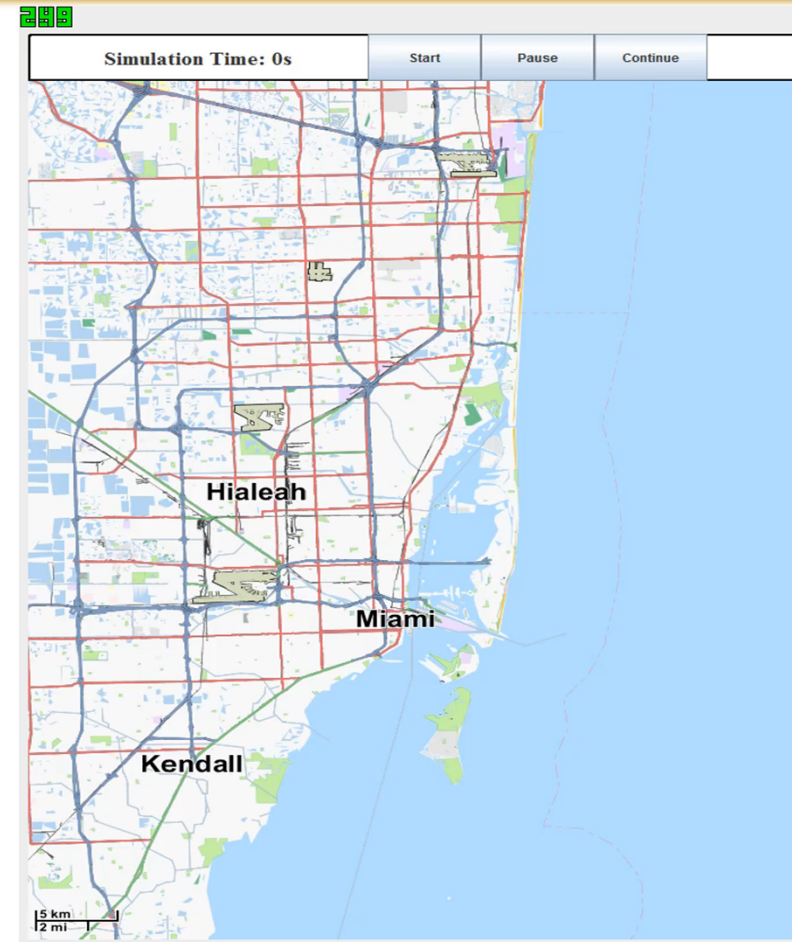 249
Simulation Time: 0s
Start
Pause
Continue
Hialeah
Miami
Kendall
5 km
2 mi